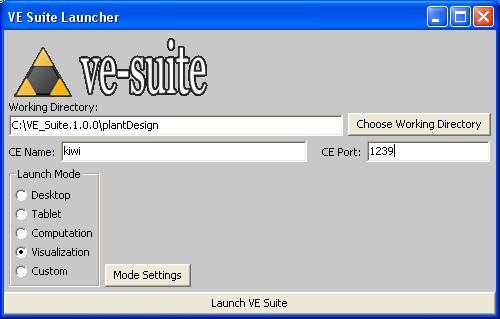 VE Suite Launcher
ve-suite
Working Directory:
C:\VE_Suite.1.0.0\plantDesign
Choose Working Directory
CE Name: kiwi CE Port: 1239
Launch Mode
Desktop
Tablet
Computation
Visualization
Custom
Mode Settings
Launch VE Suite